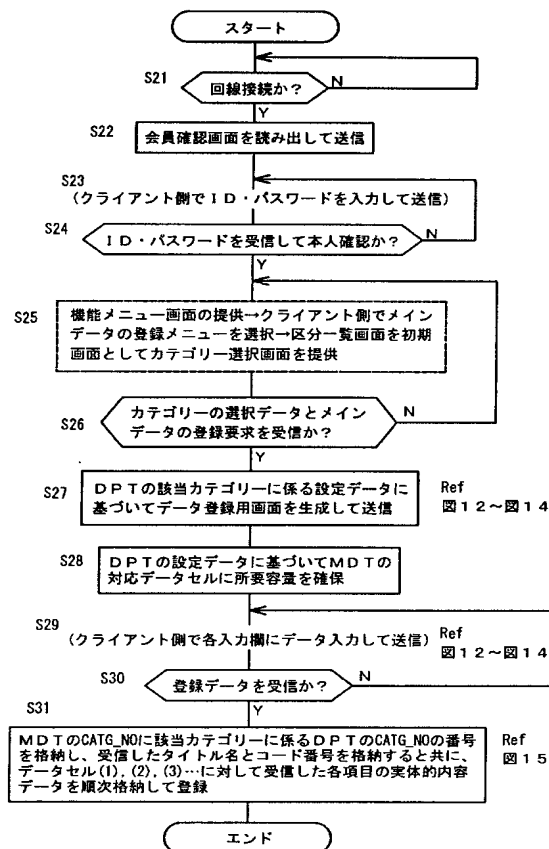 スタート
S21
回線接続か?
N
Y
S22
会員確認画面を読み出して送信
S23
(クライアント側でID・パスワードを入力して送信)
S24
ID・パスワードを受信して本人確認か?
N
Y
S25
機能メニュー画面の提供→クライアント側でメイン
データの登録メニューを選択→区分一覧画面を初期
画面としてカテゴリー選択画面を提供
S26
カテゴリーの選択データとメイン
データの登録要求を受信か?
N
Y
S27
DPTの該当カテゴリーに係る設定データに
基づいてデータ登録用画面を生成して送信
Ref
図12~図14
S28
DPTの設定データに基づいてMDTの
対応データセルに所要容量を確保
S29
(クライアント側で各入力欄にデータ入力して送信)
Ref
図12~図14
S30
登録データを受信か?
N
Y
S31
MDTのCATG_NOに該当カテゴリーに係るDPTのCATG_NOの番号
を格納し、受信したタイトル名とコード番号を格納すると共に、
データセル(1),(2),(3)…に対して受信した各項目の実体的内容
データを順次格納して登録
Ref
図15
エンド